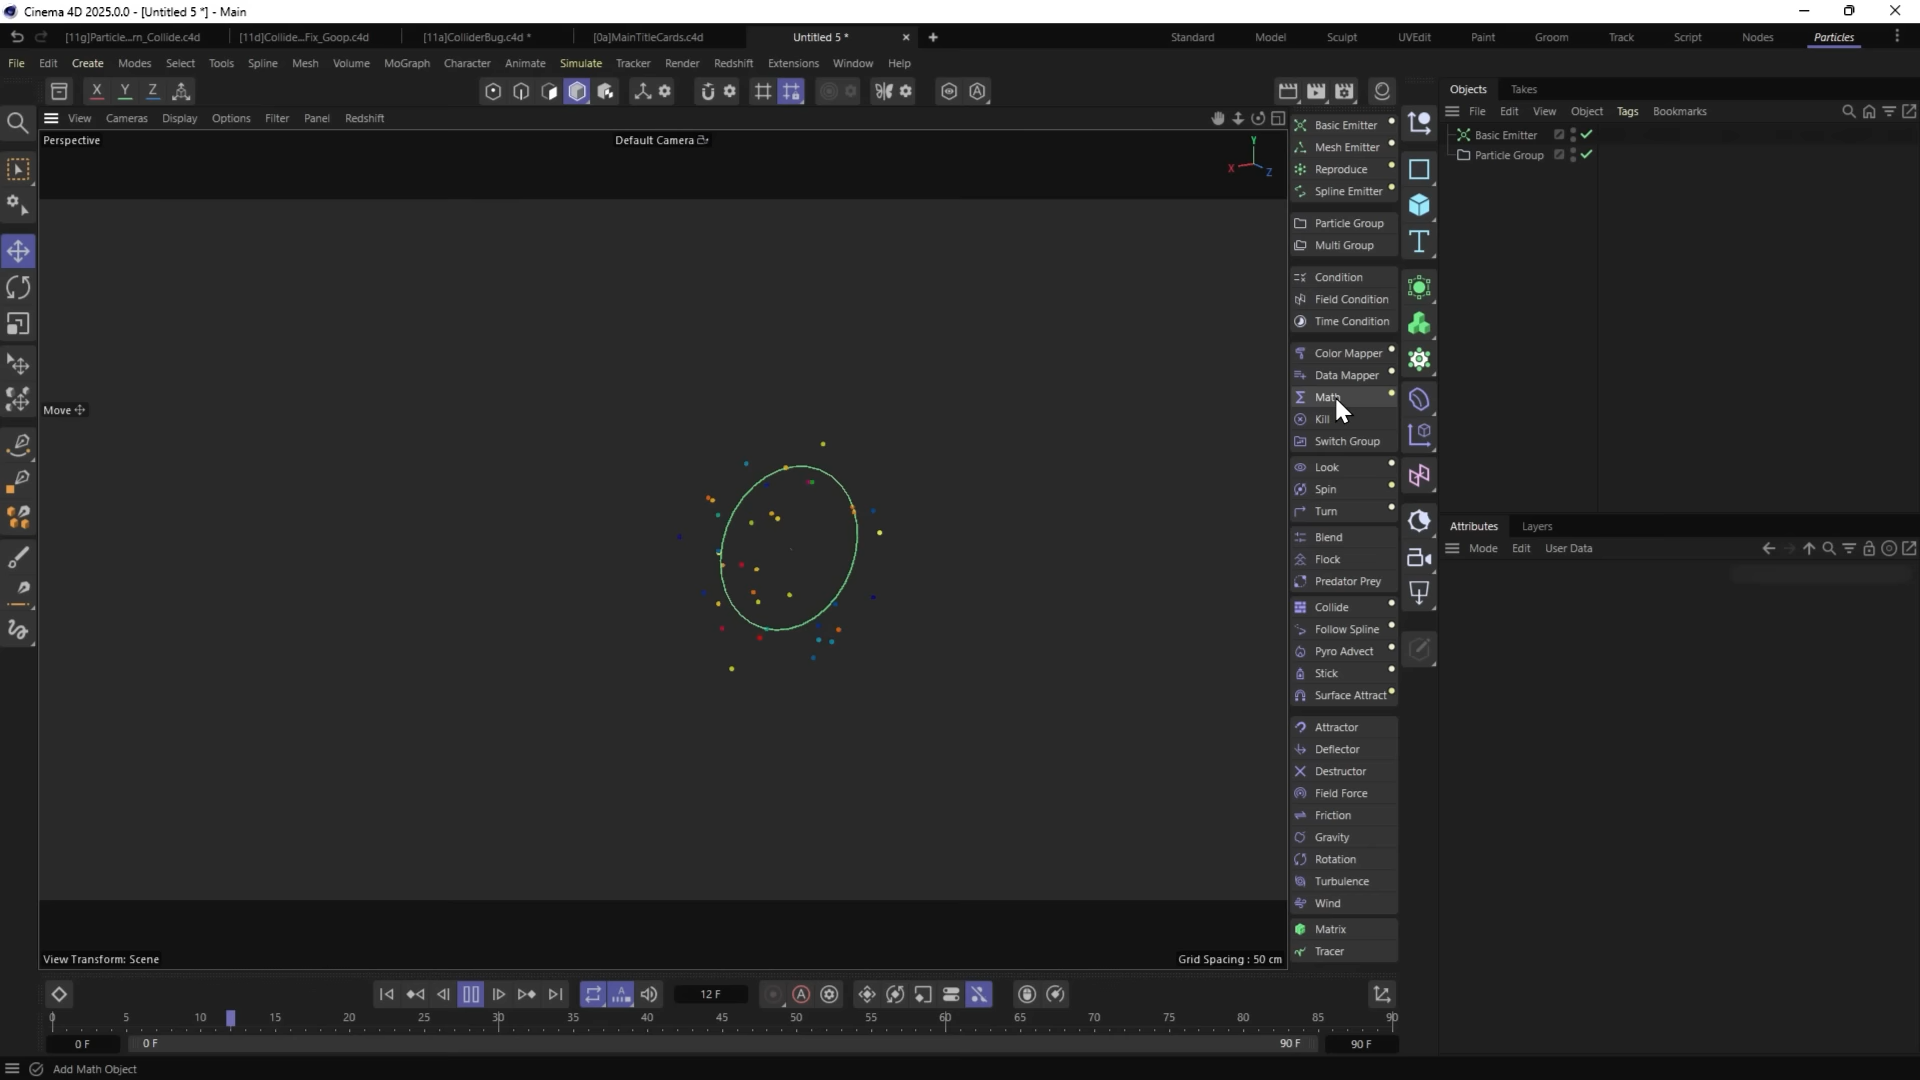 Cinema 4D 2025.0.0 - [Untitled 5 *] - Main
[11g]Particle...rn_Collide.c4d
[11d]Collide...Fix_Goop.c4d
[11a]ColliderBug.c4d *
[0a]MainTitleCards.c4d
Untitled 5 *
Standard Model Sculpt UVEdit Paint Groom Track Script Nodes Particles
File Edit Create Modes Select Tools Spline Mesh Volume MoGraph Character Animate Simulate Tracker Render Redshift Extensions Window Help
X Y Z
Objects Takes
File Edit View Object Tags Bookmarks
View Cameras Display Options Filter Panel Redshift
Perspective
Default Camera
Y
X
Z
Move
Basic Emitter
Mesh Emitter
Reproduce
Spline Emitter
Particle Group
Multi Group
Condition
Field Condition
Time Condition
Color Mapper
Data Mapper
Math
Kill
Switch Group
Look
Spin
Turn
Blend
Flock
Predator Prey
Collide
Follow Spline
Pyro Advect
Stick
Surface Attract
Attractor
Deflector
Destructor
Field Force
Friction
Gravity
Rotation
Turbulence
Wind
Matrix
Tracer
Basic Emitter
Particle Group
Attributes Layers
Mode Edit User Data
View Transform: Scene
Grid Spacing : 50 cm
12 F
0 5 10 15 20 25 30 35 40 45 50 55 60 65 70 75 80 85 90
0 F
0 F
90 F
90 F
Add Math Object